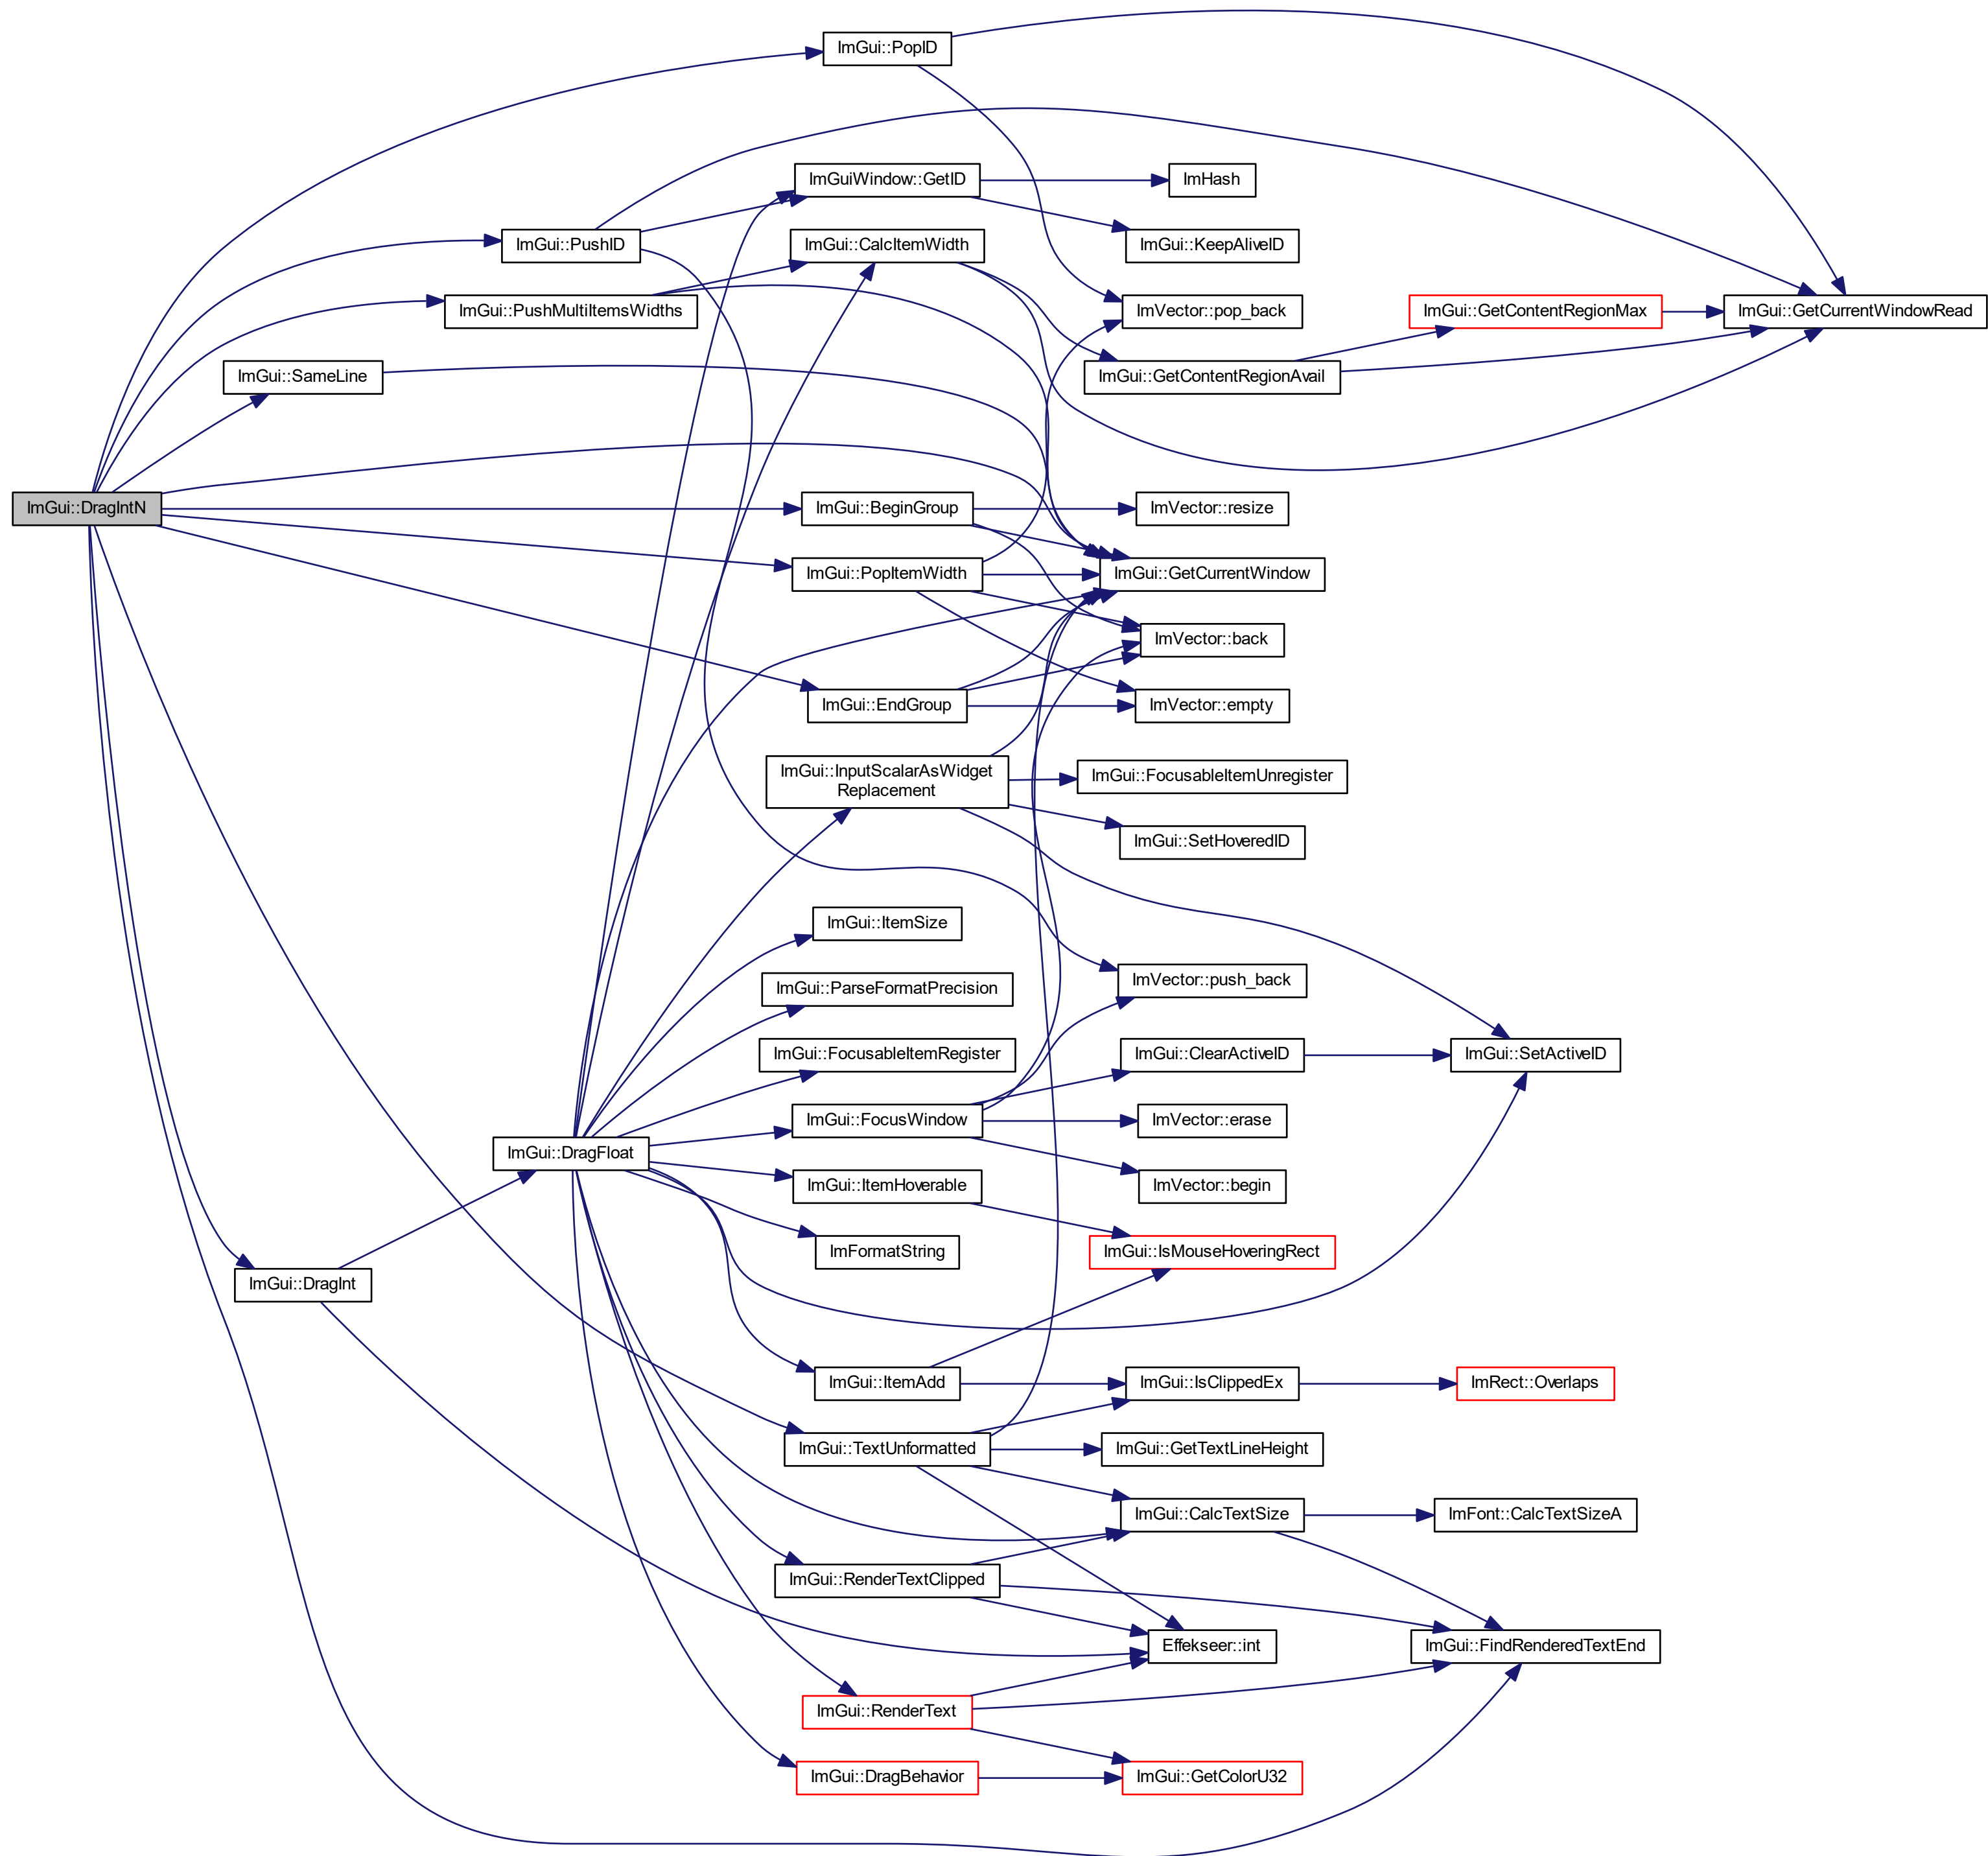 ImGui::PopID
ImGuiWindow::GetID
ImHash
ImGui::PushID
ImGui::CalcItemWidth
ImGui::KeepAliveID
ImGui::PushMultiItemsWidths
ImVector::pop_back
ImGui::GetContentRegionMax
ImGui::GetCurrentWindowRead
ImGui::SameLine
ImGui::GetContentRegionAvail
ImGui::DragIntN
ImGui::BeginGroup
ImVector::resize
ImGui::PopItemWidth
ImGui::GetCurrentWindow
ImVector::back
ImGui::EndGroup
ImVector::empty
ImGui::InputScalarAsWidget
Replacement
ImGui::FocusableItemUnregister
ImGui::SetHoveredID
ImGui::ItemSize
ImGui::ParseFormatPrecision
ImVector::push_back
ImGui::FocusableItemRegister
ImGui::ClearActiveID
ImGui::SetActiveID
ImGui::FocusWindow
ImVector::erase
ImGui::DragFloat
ImGui::ItemHoverable
ImVector::begin
ImFormatString
ImGui::IsMouseHoveringRect
ImGui::DragInt
ImGui::ItemAdd
ImGui::IsClippedEx
ImRect::Overlaps
ImGui::TextUnformatted
ImGui::GetTextLineHeight
ImGui::CalcTextSize
ImFont::CalcTextSizeA
ImGui::RenderTextClipped
Effekseer::int
ImGui::FindRenderedTextEnd
ImGui::RenderText
ImGui::DragBehavior
ImGui::GetColorU32